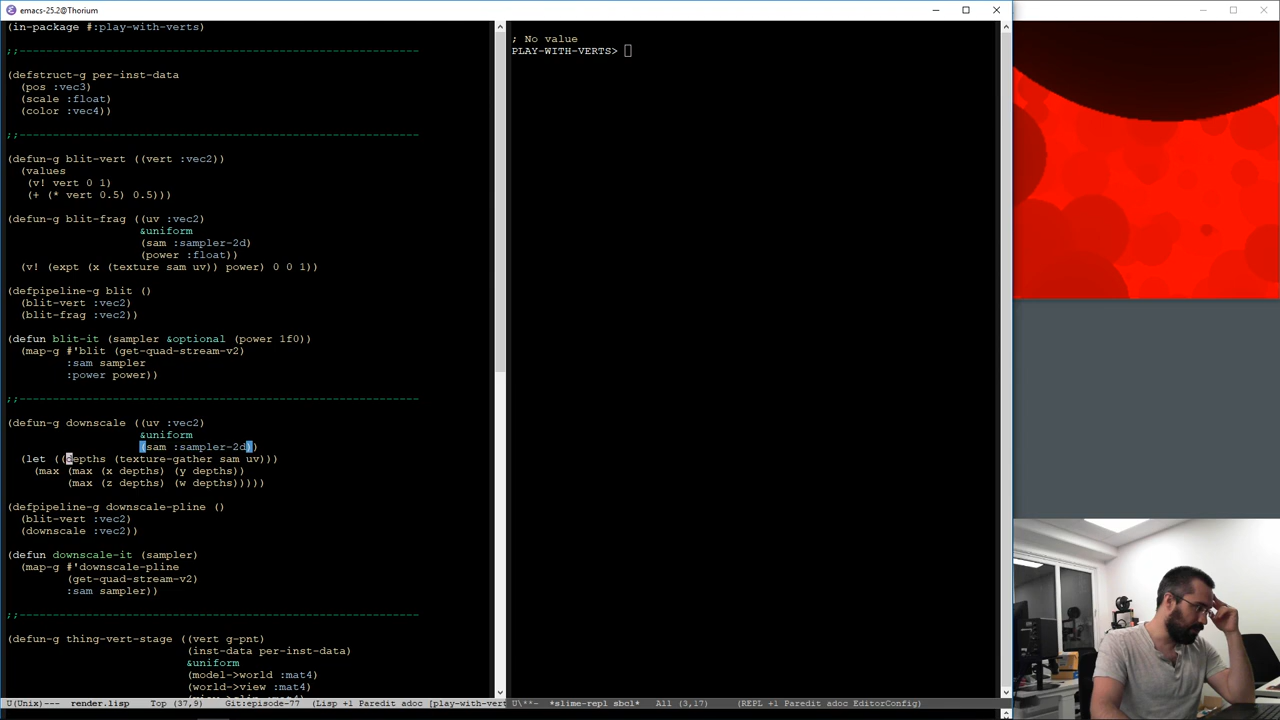 emacs-25.2@Thorium
(in-package #:play-with-verts)
;;------------------------------------------------------------
(defstruct-g per-inst-data
(pos :vec3)
(scale :float)
(color :vec4))
;;------------------------------------------------------------
(defun-g blit-vert ((vert :vec2))
(values
(v! vert 0 1)
(+ (* vert 0.5) 0.5)))
(defun-g blit-frag ((uv :vec2)
&uniform
(sam :sampler-2d)
(power :float))
(v! (expt (x (texture sam uv)) power) 0 0 1))
(defpipeline-g blit ()
(blit-vert :vec2)
(blit-frag :vec2))
(defun blit-it (sampler &optional (power 1f0))
(map-g #'blit (get-quad-stream-v2)
:sam sampler
:power power))
;;------------------------------------------------------------
(defun-g downscale ((uv :vec2)
&uniform
(sam :sampler-2d))
(let ((depths (texture-gather sam uv)))
(max (max (x depths) (y depths))
(max (z depths) (w depths)))))
(defpipeline-g downscale-pline ()
(blit-vert :vec2)
(downscale :vec2))
(defun downscale-it (sampler)
(map-g #'downscale-pline
(get-quad-stream-v2)
:sam sampler))
;;------------------------------------------------------------
(defun-g thing-vert-stage ((vert g-pnt)
(inst-data per-inst-data)
&uniform
(model->world :mat4)
(world->view :mat4)
U(Unix)--- render.lisp Top (37,9) Git:episode-77 (Lisp +l Paredit adoc [play-with-vert
; No value
PLAY-WITH-VERTS>
U\**- *slime-repl sbcl* All (3,17) (REPL +l Paredit adoc EditorConfig)